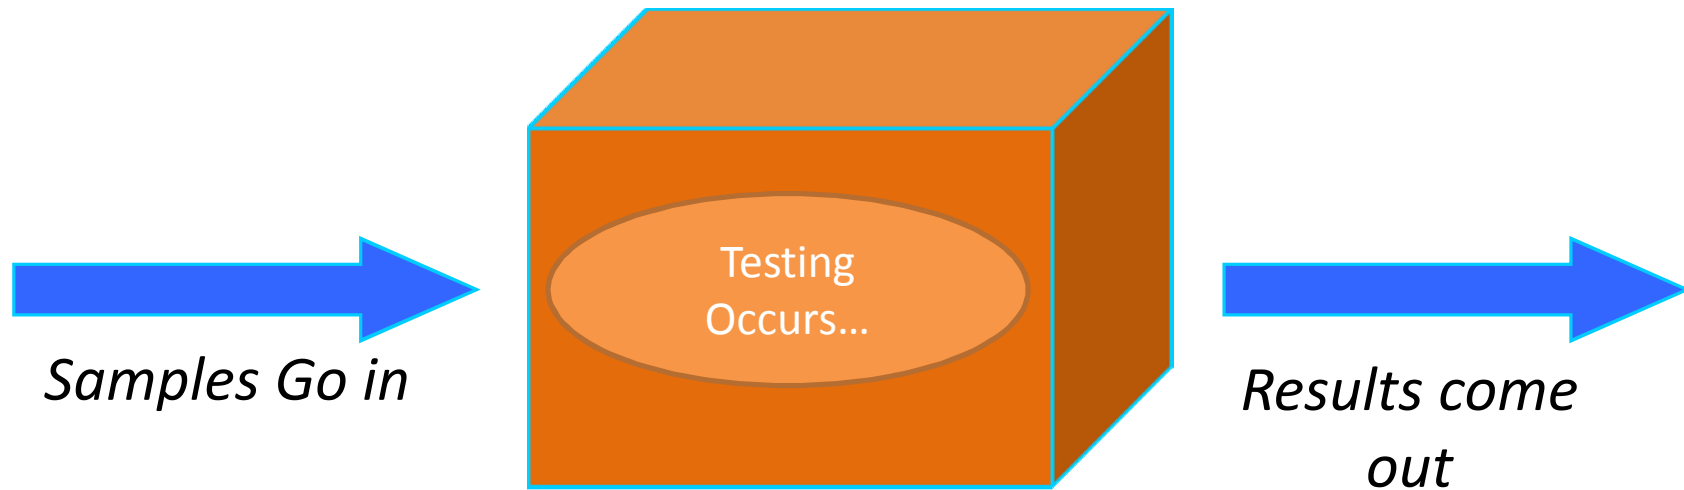 Samples Go in
Testing
Occurs...
Results come
out